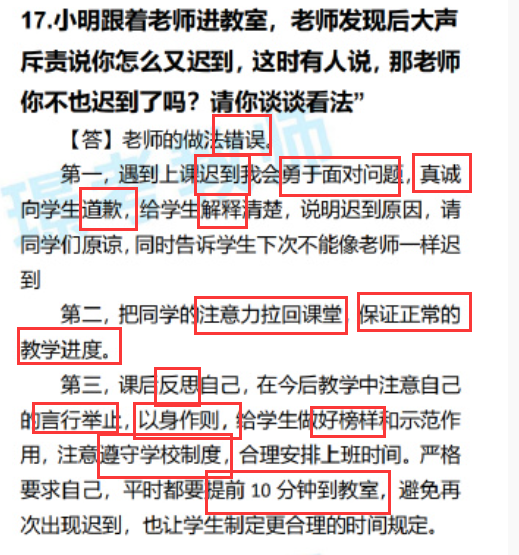 17.小明跟着老师进教室，老师发现后大声
斥责说你怎么又迟到，这时有人说，那老师
你不也迟到了吗？请你谈谈看法”
【答】老师的做法错误。
第一，遇到上课迟到我会勇于面对问题，真诚
向学生道歉，给学生解释清楚，说明迟到原因，请
同学们原谅,同时告诉学生下次不能像老师一样迟
到
第二，把同学的注意力拉回课堂，保证正常的
教学进度。
第三，课后反思自己，在今后教学中注意自己
的言行举止，以身作则，给学生做好榜样和示范作
用，注意遵守学校制度，合理安排上班时间。严格
要求自己，平时都要提前 10 分钟到教室，避免再
次出现迟到，也让学生制定更合理的时间规定。